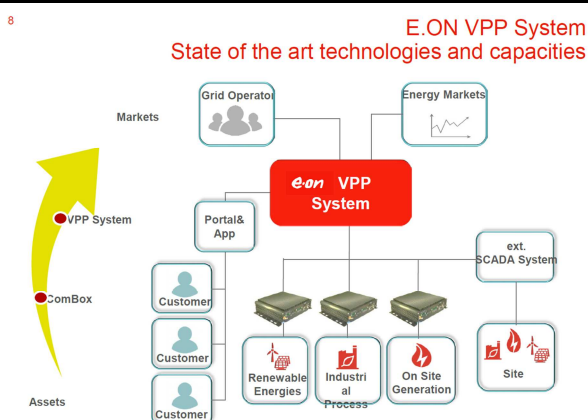 8
E.ON VPP System
State of the art technologies and capacities
Markets
Grid Operator
Energy Markets
e·on VPP
System
VPP System
Portal&
App
ext.
SCADA System
ComBox
Customer
Customer
Customer
Renewable
Energies
Industri
al
Process
On Site
Generation
Site
Assets